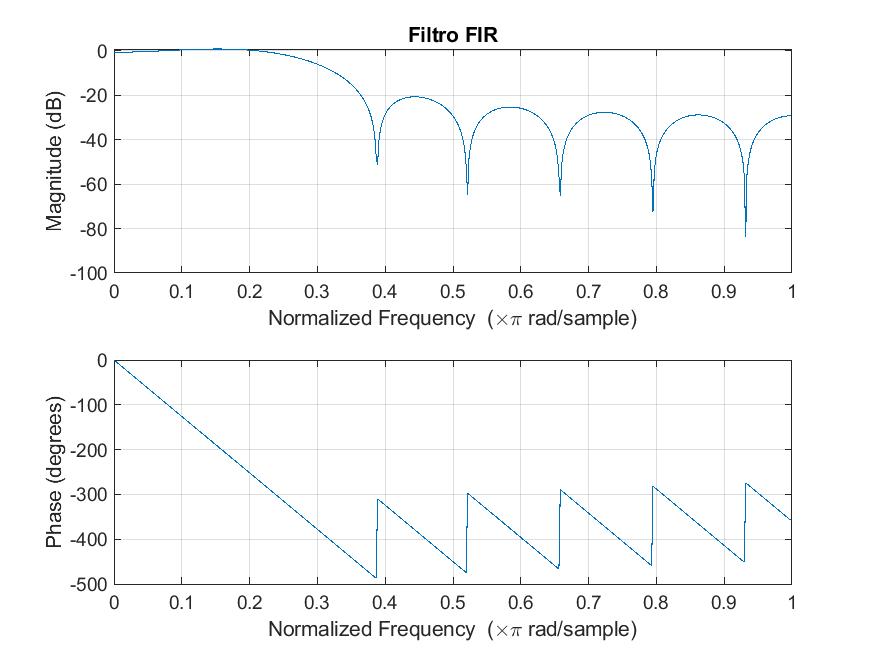 Filtro FIR
0
-20
-40
-60
-80
-100
Magnitude (dB)
0 0.1 0.2 0.3 0.4 0.5 0.6 0.7 0.8 0.9 1
Normalized Frequency (×π rad/sample)
0
-100
-200
-300
-400
-500
Phase (degrees)
0 0.1 0.2 0.3 0.4 0.5 0.6 0.7 0.8 0.9 1
Normalized Frequency (×π rad/sample)